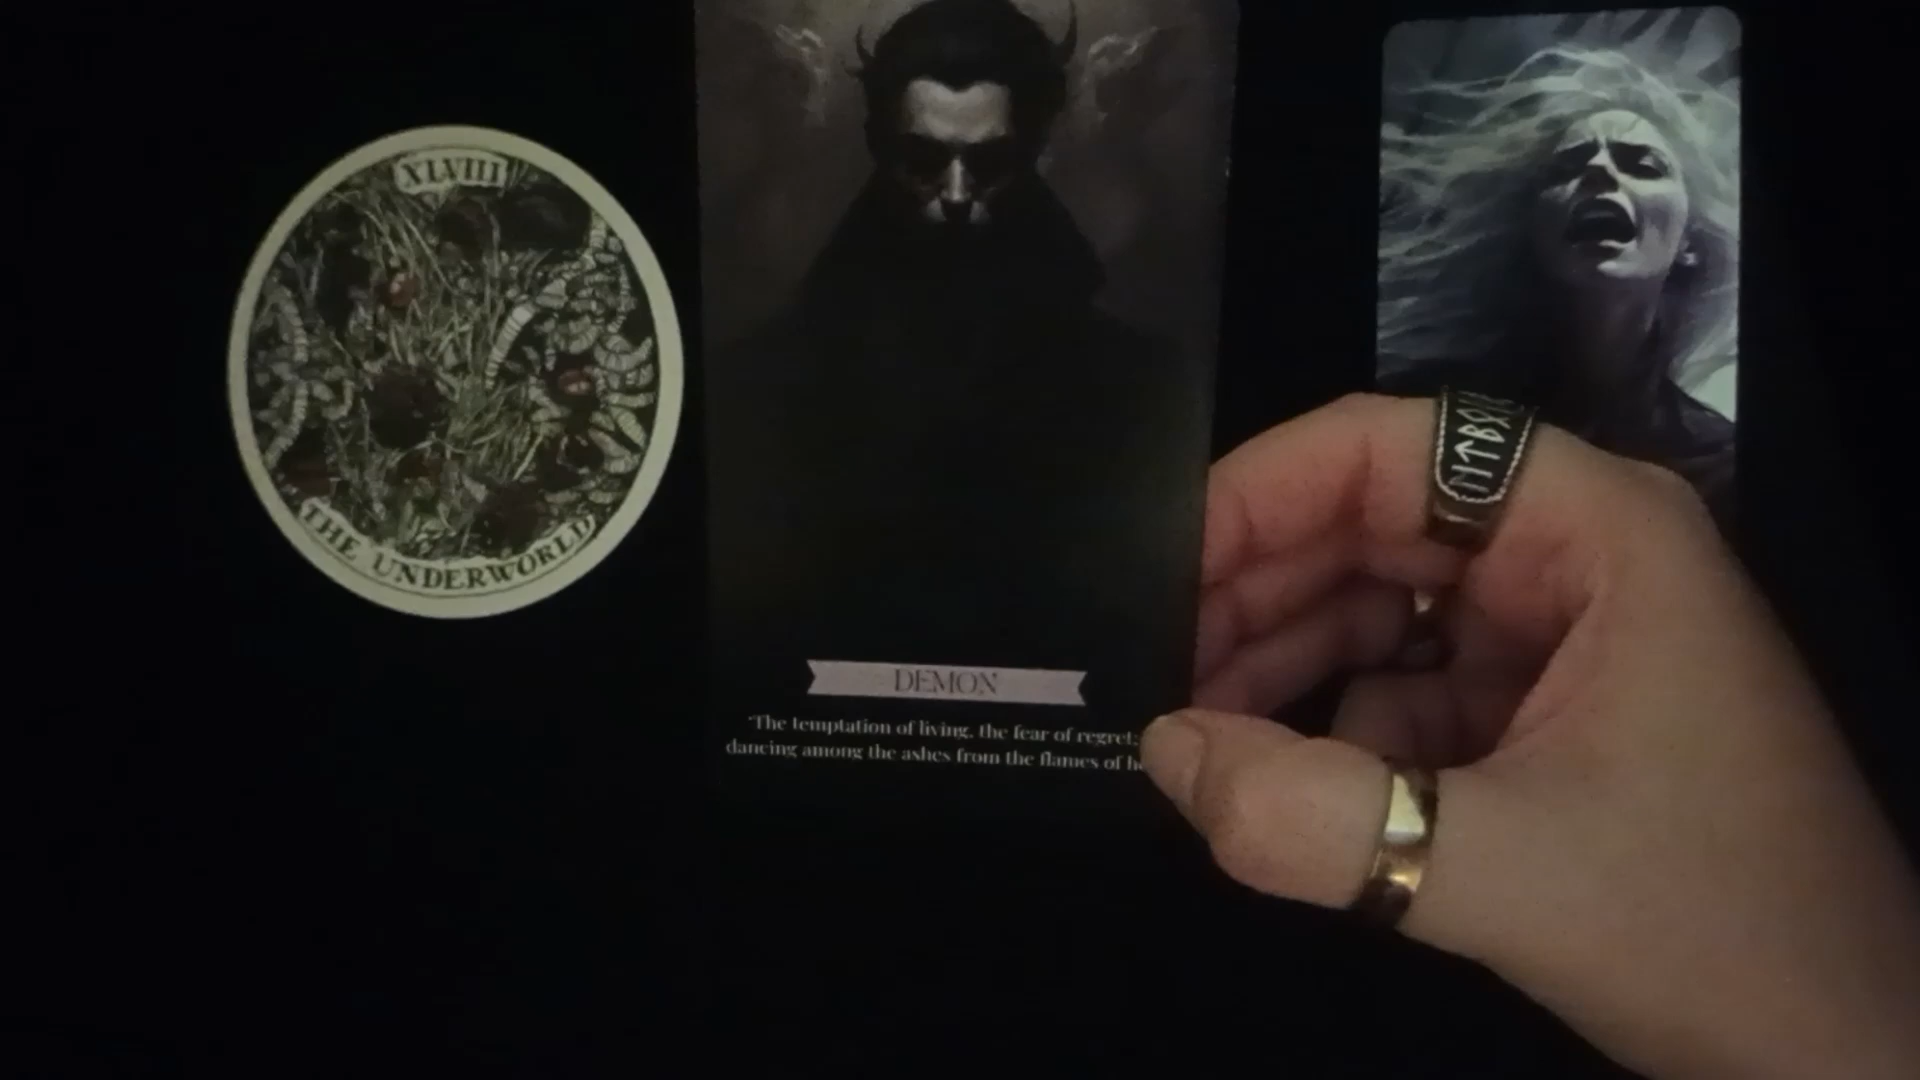 XLVIII
THE UNDERWORLD
DEMON
"The temptation of living, the fear of regret;
dancing among the ashes from the flames of